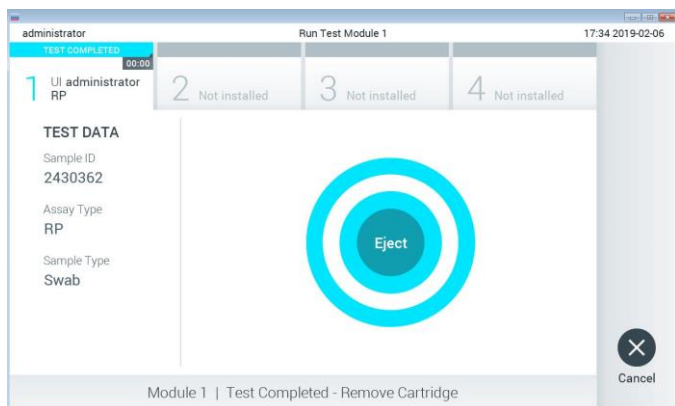 administrator Run Test Module 1 17:34 2019-02-06
TEST COMPLETED
00:00
1 UI administrator
RP
2 Not installed
3 Not installed
4 Not installed
TEST DATA
Sample ID
2430362
Assay Type
RP
Sample Type
Swab
Eject
Cancel
Module 1 | Test Completed - Remove Cartridge